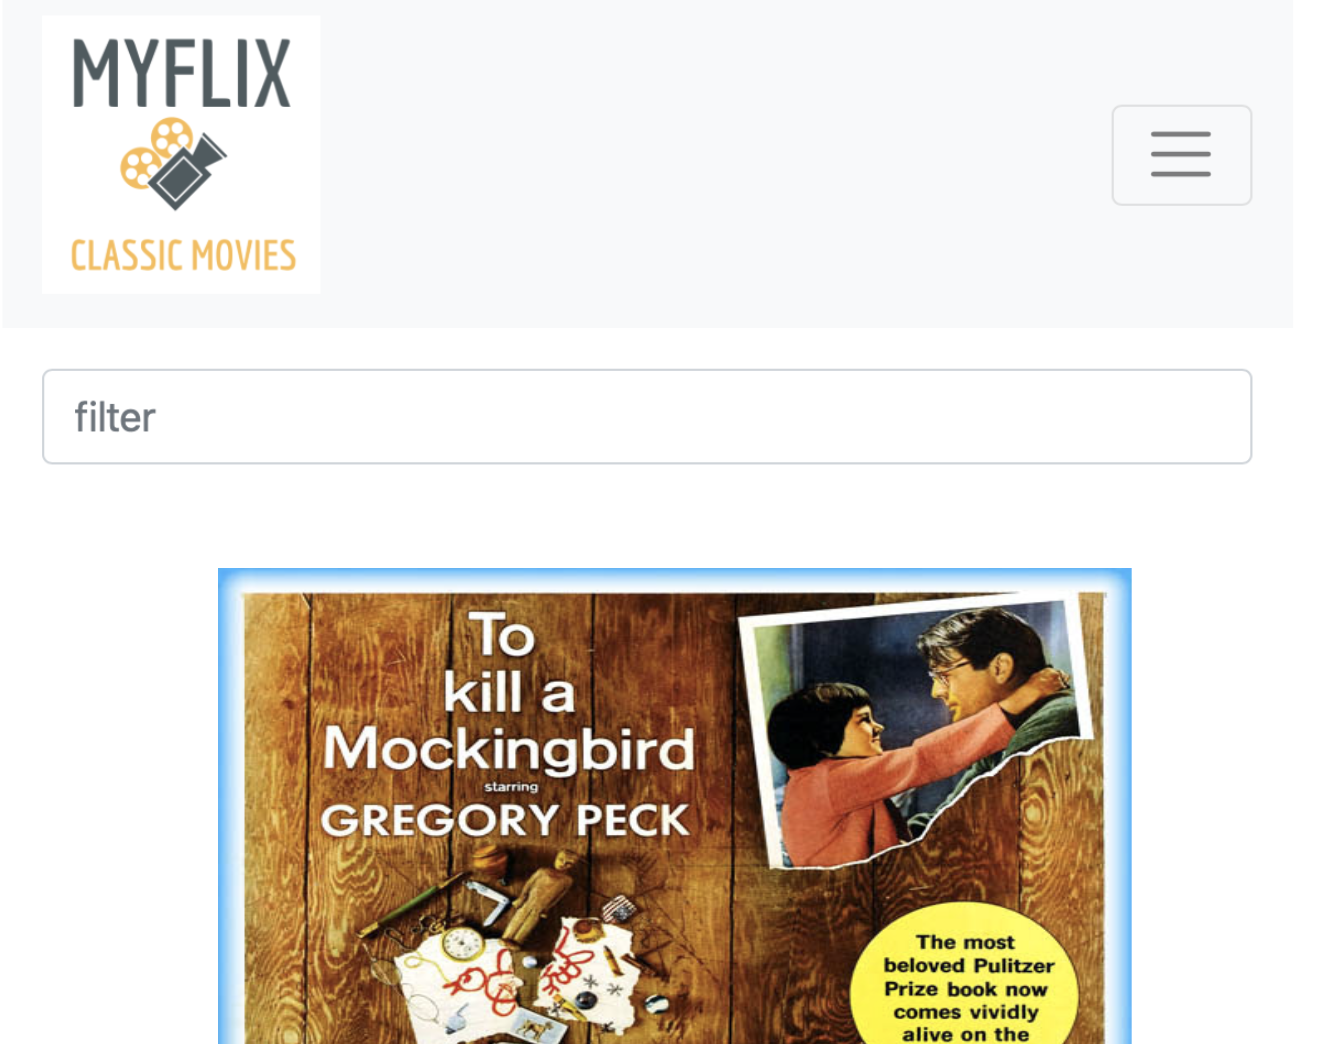 MYFLIX
CLASSIC MOVIES
filter
To
kill a
Mockingbird
starring
GREGORY PECK
The most
beloved Pulitzer
Prize book now
comes vividly
alive on the